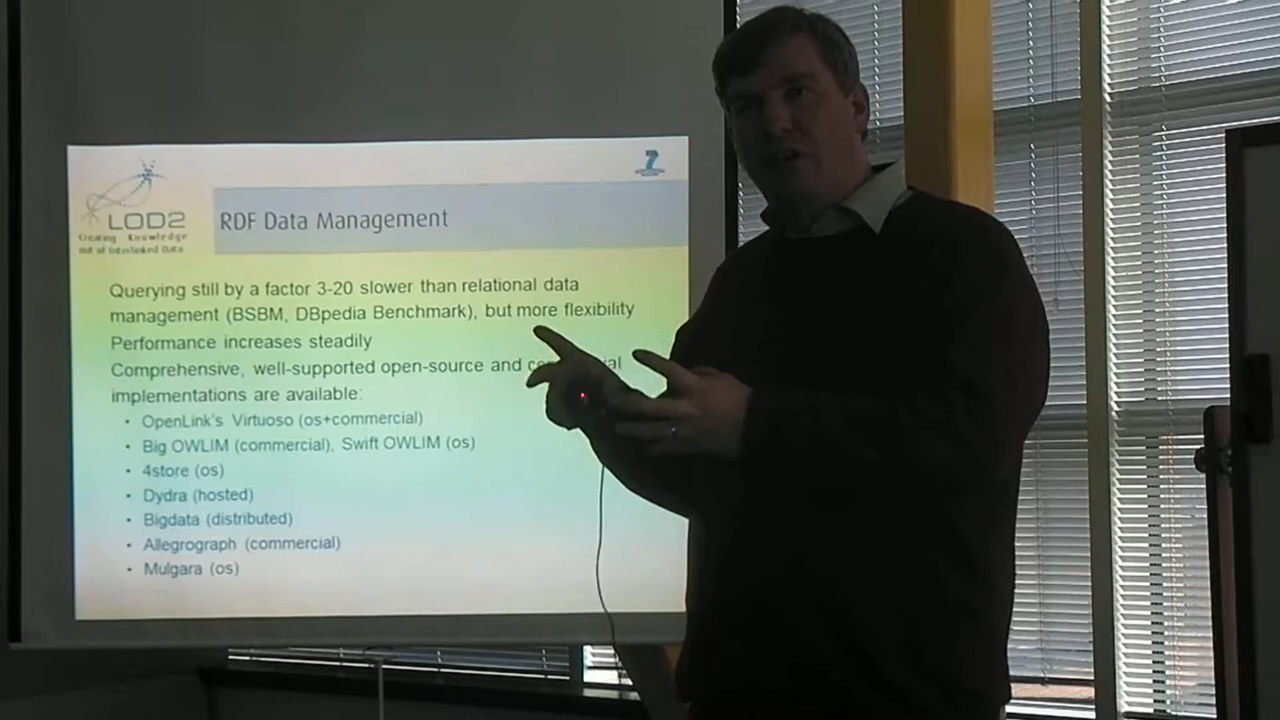 LOD2
Creating Knowledge
out of Interlinked Data
7
RDF Data Management
Querying still by a factor 3-20 slower than relational data
management (BSBM, DBpedia Benchmark), but more flexibility
Performance increases steadily
Comprehensive, well-supported open-source and
implementations are available:
• OpenLink's Virtuoso (os+commercial)
• Big OWLIM (commercial), Swift OWLIM (os)
• 4store (os)
• Dydra (hosted)
• Bigdata (distributed)
• Allegrograph (commercial)
• Mulgara (os)